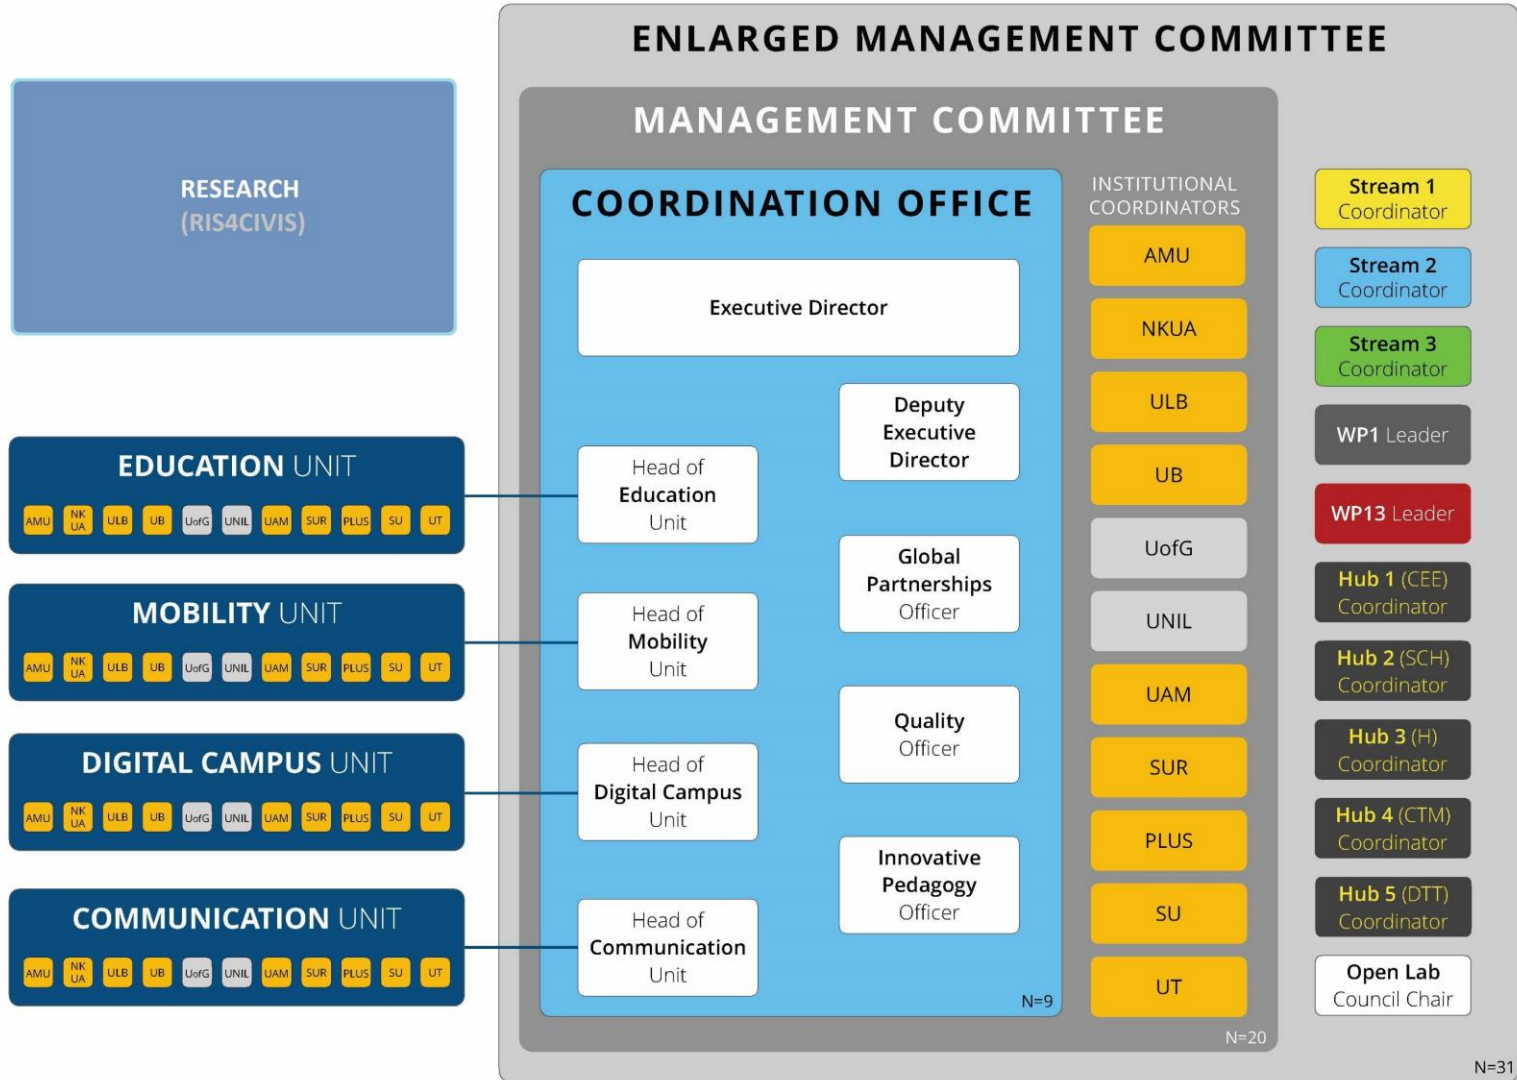 ENLARGED MANAGEMENT COMMITTEE
MANAGEMENT COMMITTEE
COORDINATION OFFICE
Executive Director
Deputy
Executive
Director
Head of
Education
Unit
Global
Partnerships
Officer
Head of
Mobility
Unit
Quality
Officer
Head of
Digital Campus
Unit
Innovative
Pedagogy
Officer
Head of
Communication
Unit
N=9
INSTITUTIONAL
COORDINATORS
AMU
NKUA
ULB
UB
UofG
UNIL
UAM
SUR
PLUS
SU
UT
N=20
Stream 1
Coordinator
Stream 2
Coordinator
Stream 3
Coordinator
WP1 Leader
WP13 Leader
Hub 1 (CEE)
Coordinator
Hub 2 (SCH)
Coordinator
Hub 3 (H)
Coordinator
Hub 4 (CTM)
Coordinator
Hub 5 (DTT)
Coordinator
Open Lab
Council Chair
N=31
RESEARCH
(RIS4CIVIS)
EDUCATION UNIT
AMU NK UA ULB UB UofG UNIL UAM SUR PLUS SU UT
MOBILITY UNIT
AMU NK UA ULB UB UofG UNIL UAM SUR PLUS SU UT
DIGITAL CAMPUS UNIT
AMU NK UA ULB UB UofG UNIL UAM SUR PLUS SU UT
COMMUNICATION UNIT
AMU NK UA ULB UB UofG UNIL UAM SUR PLUS SU UT